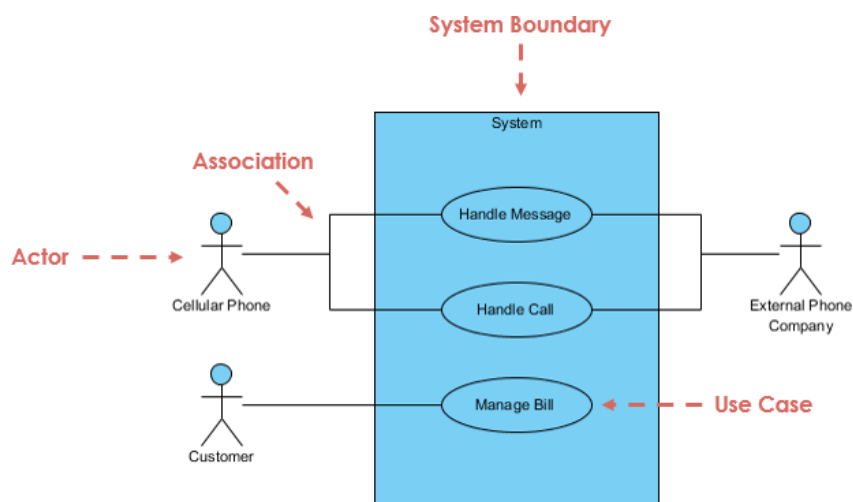 System Boundary
System
Association
Handle Message
Actor
Cellular Phone
Handle Call
External Phone
Company
Manage Bill
Use Case
Customer